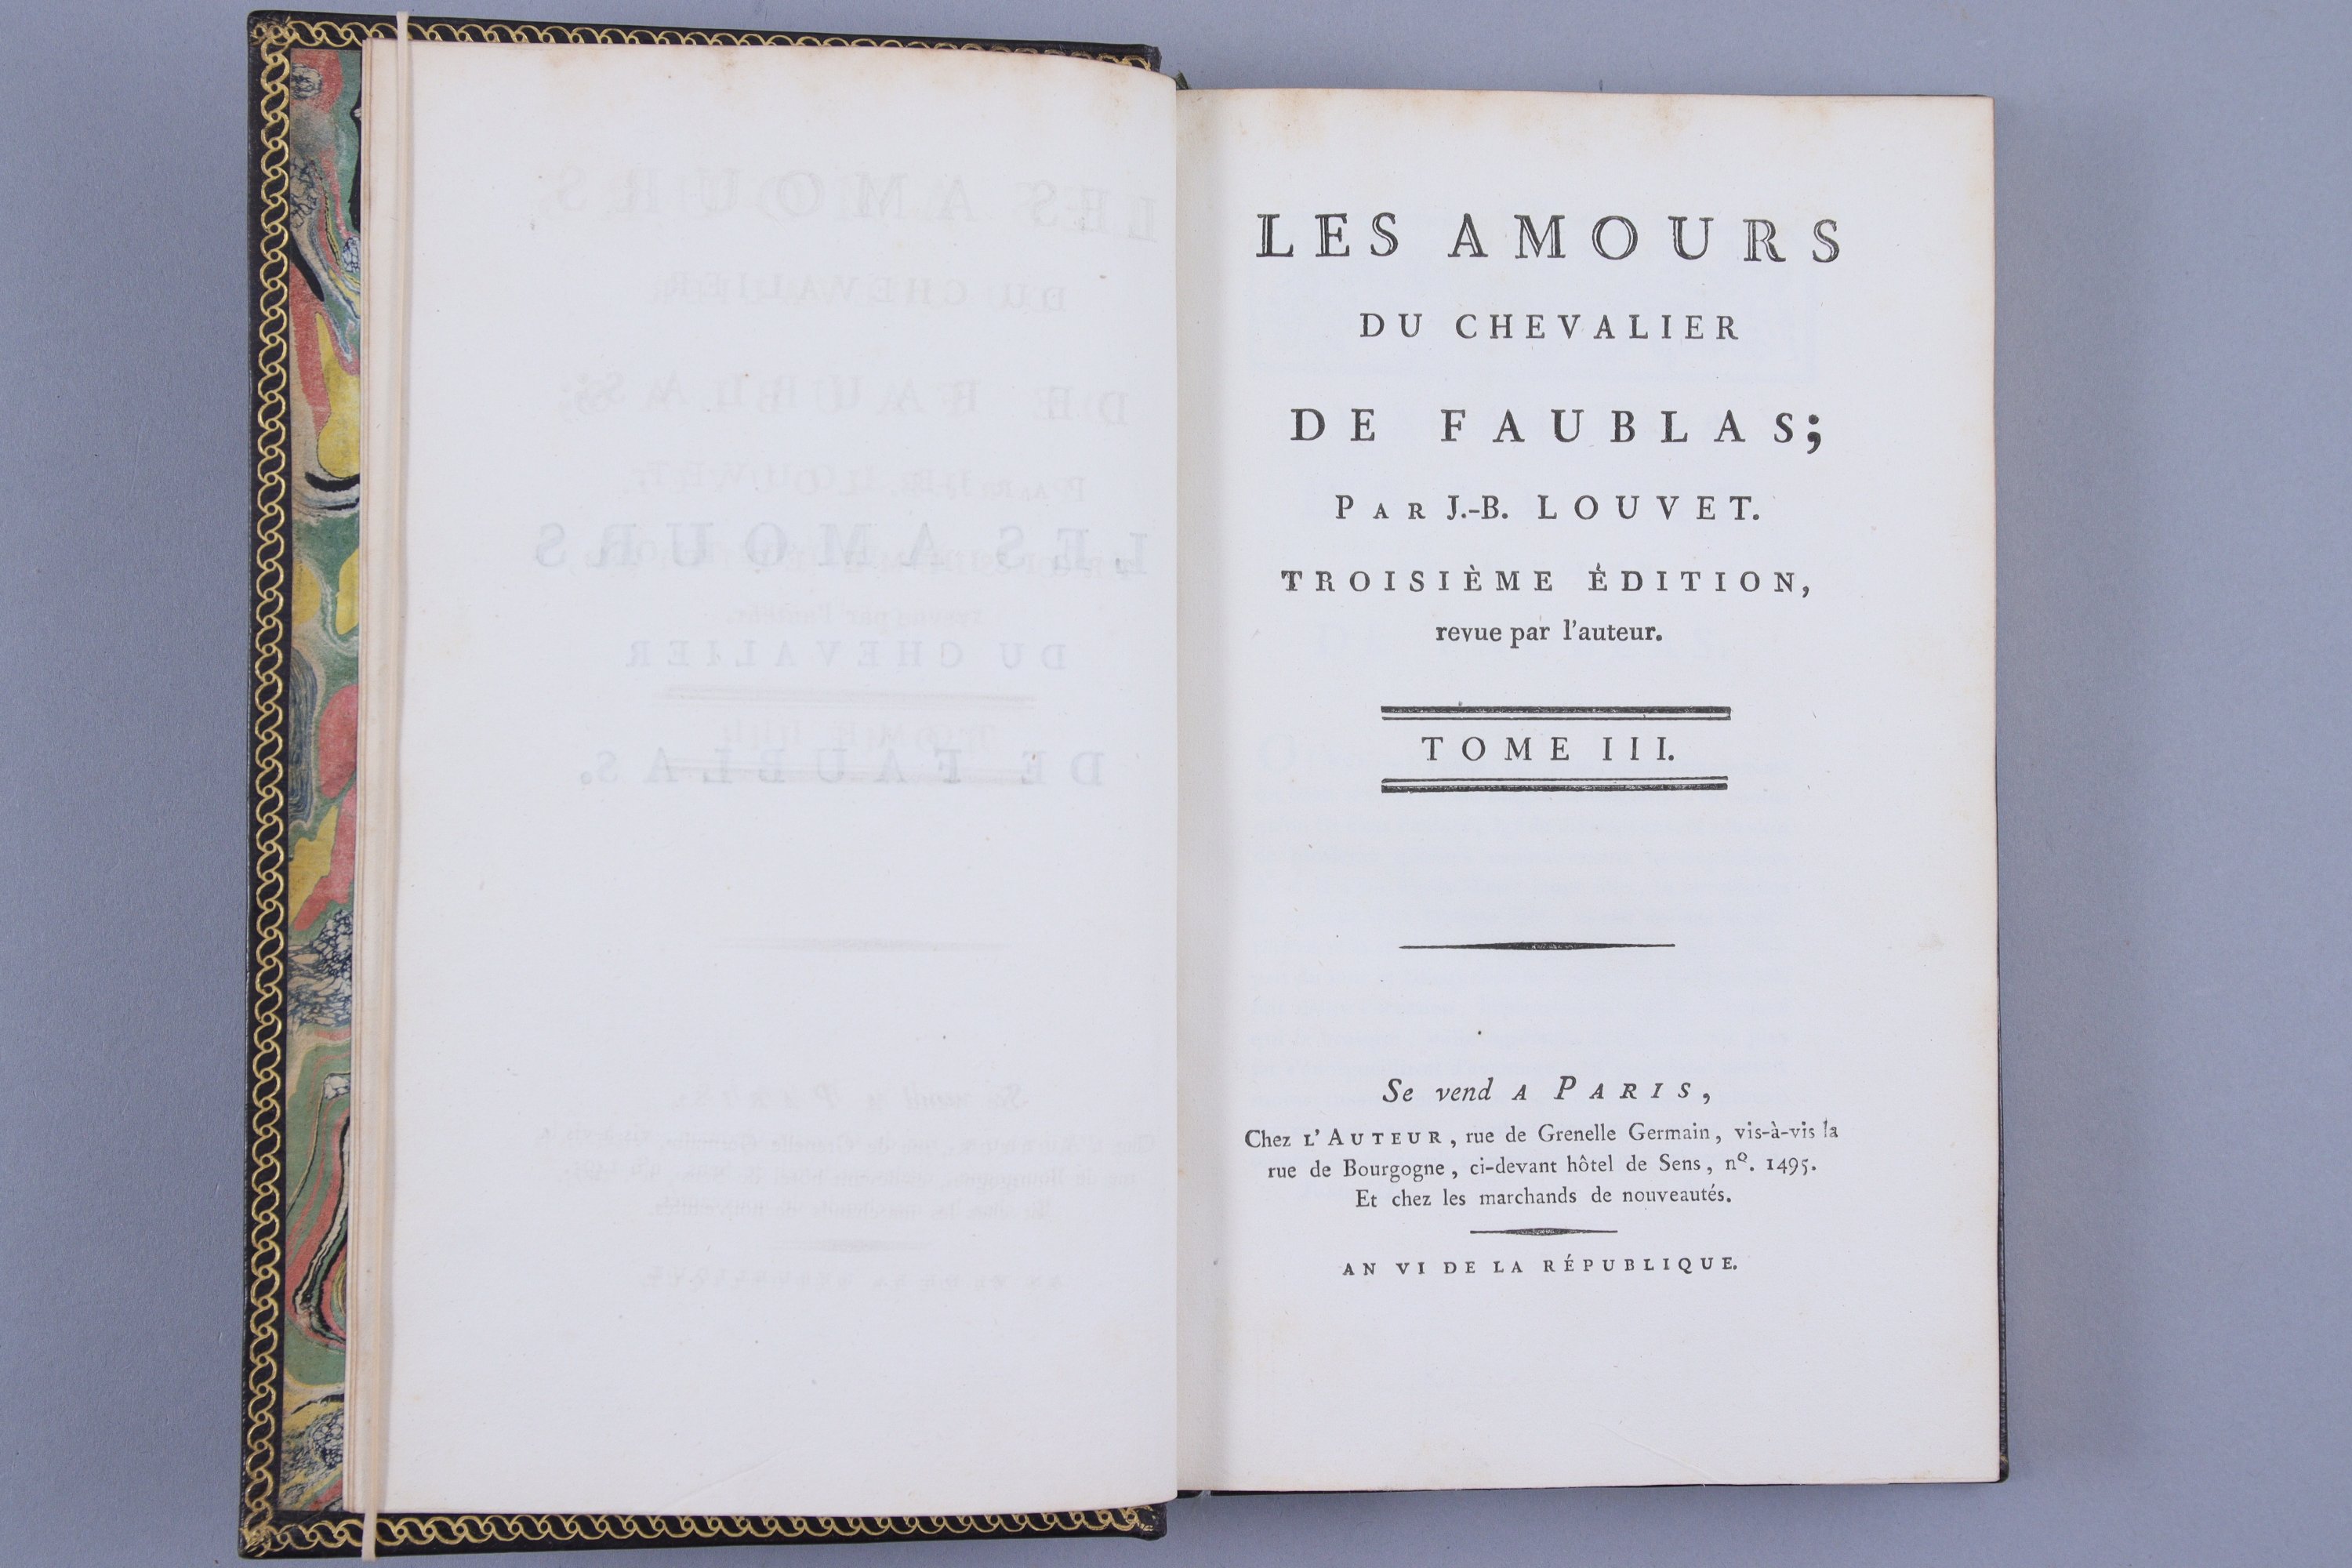 LES AMOURS
DU CHEVALIER
DE FAUBLAS;
PAR J.-B. LOUVET.
TROISIÈME ÉDITION,
revue par l'auteur.
TOME III.
Se vend A PARIS,
Chez L'AUTEUR, rue de Grenelle Germain, vis-à-vis la
rue de Bourgogne, ci-devant hôtel de Sens, nº. 1495.
Et chez les marchands de nouveautés.
AN VI DE LA RÉPUBLIQUE.